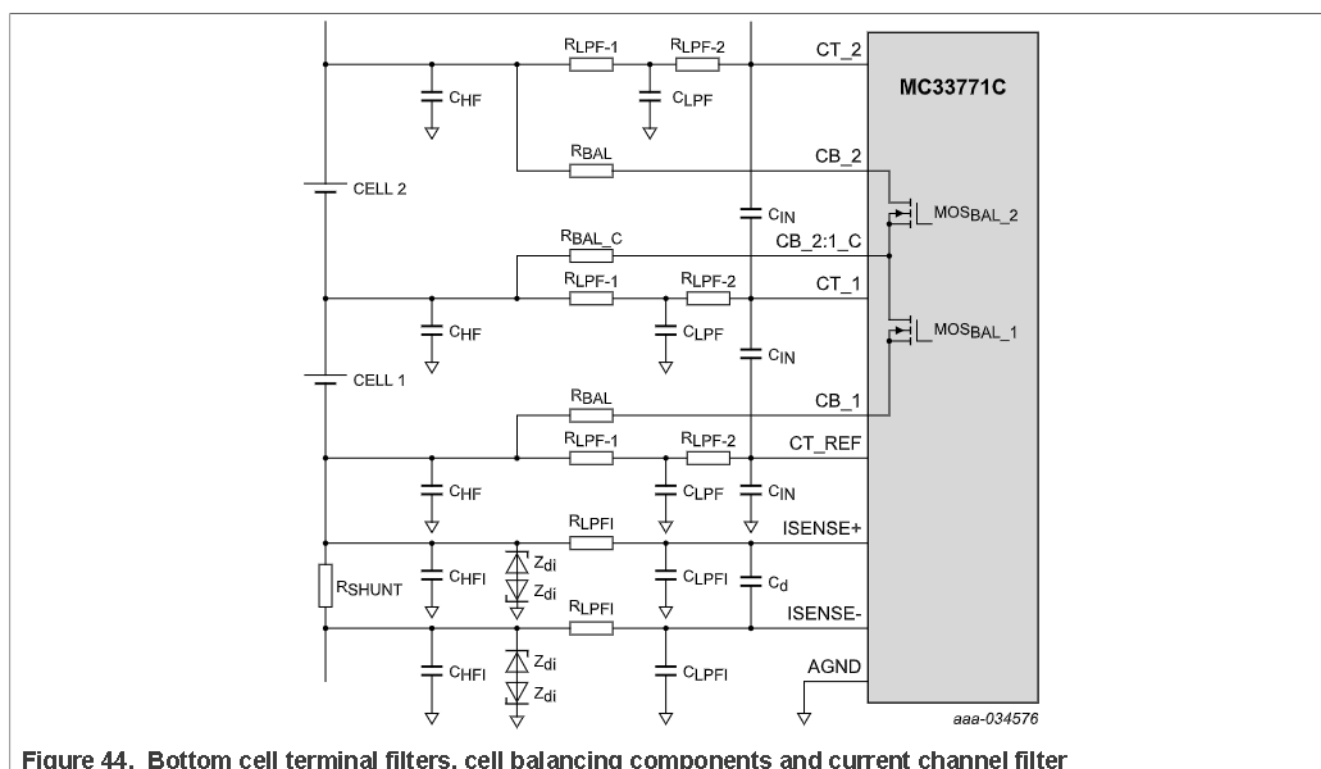 RLPF-1 RLPF-2 CT_2
MC33771C
CHF CLPF
RBAL CB_2
CELL 2 MOSBAL_2
CIN
RBAL_C CB_2:1_C
RLPF-1 RLPF-2 CT_1
CHF CLPF MOSBAL_1
CIN
CELL 1
RBAL CB_1
RLPF-1 RLPF-2 CT_REF
CHF CLPF CIN
RLPFI ISENSE+
Zdi
RSHUNT CHFI CLPFI Cd
Zdi
RLPFI ISENSE-
Zdi AGND
CHFI CLPFI
Zdi
aaa-034576
Figure 44. Bottom cell terminal filters, cell balancing components and current channel filter